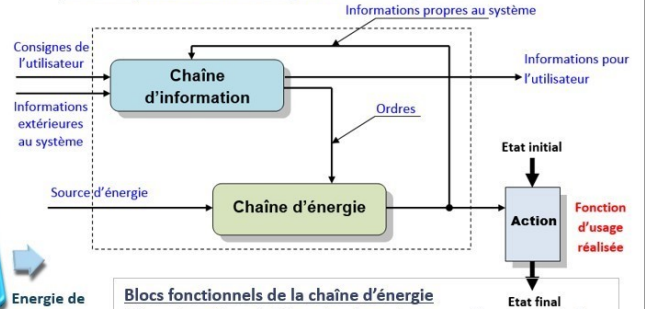 Informations propres au système
Consignes de
l'utilisateur
Chaîne
d'information
Informations pour
l'utilisateur
Informations
extérieures
au système
Ordres
Etat initial
Source d'énergie
Chaîne d'énergie
Action
Fonction
d'usage
réalisée
Energie de
Blocs fonctionnels de la chaîne d'énergie
Etat final